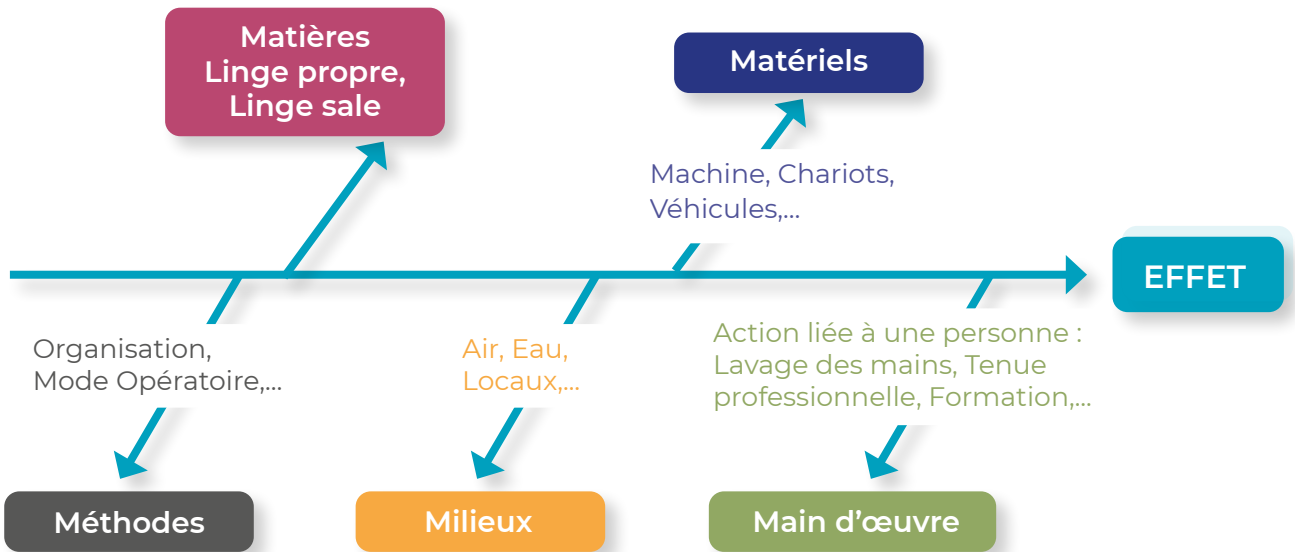 Matières
Linge propre,
Linge sale
Matériels
Machine, Chariots,
Véhicules,...
EFFET
Organisation,
Mode Opératoire,...
Air, Eau,
Locaux,...
Action liée à une personne :
Lavage des mains, Tenue
professionnelle, Formation,...
Méthodes
Milieux
Main d’œuvre